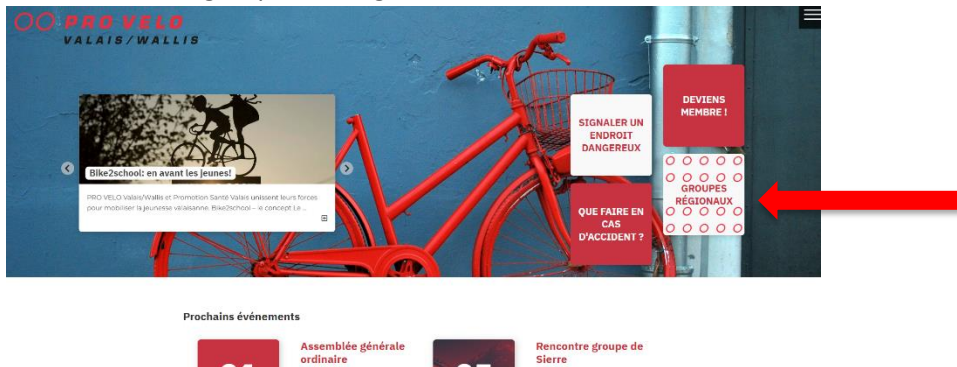 PRO VELO
VALAIS/WALLIS
DEVIENS
MEMBRE !
SIGNALER UN
ENDROIT
DANGEREUX
Bike2school: en avant les jeunes!
PRO VELO Valais/Wallis et Promotion Santé Valais unissent leurs forces
pour mobiliser la jeunesse valaisanne. Bike2school – le concept Le ...
GROUPES
RÉGIONAUX
QUE FAIRE EN
CAS
D'ACCIDENT ?
Prochains événements
Assemblée générale
ordinaire
Rencontre groupe de
Sierre